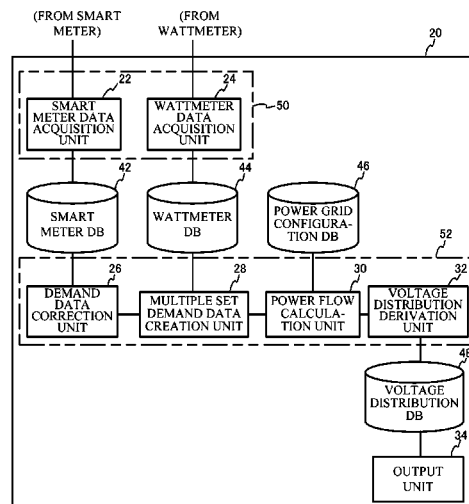 (FROM SMART
METER)
(FROM
WATTMETER)
20
22
24
50
SMART
METER DATA
ACQUISITION
UNIT
WATTMETER
DATA
ACQUISITION
UNIT
42
44
46
SMART
METER DB
WATTMETER
DB
POWER GRID
CONFIGURA-
TION DB
52
26
28
30
32
DEMAND
DATA
CORRECTION
UNIT
MULTIPLE SET
DEMAND DATA
CREATION UNIT
POWER FLOW
CALCULA-
TION UNIT
VOLTAGE
DISTRIBUTION
DERIVATION
UNIT
48
VOLTAGE
DISTRIBUTION
DB
34
OUTPUT
UNIT